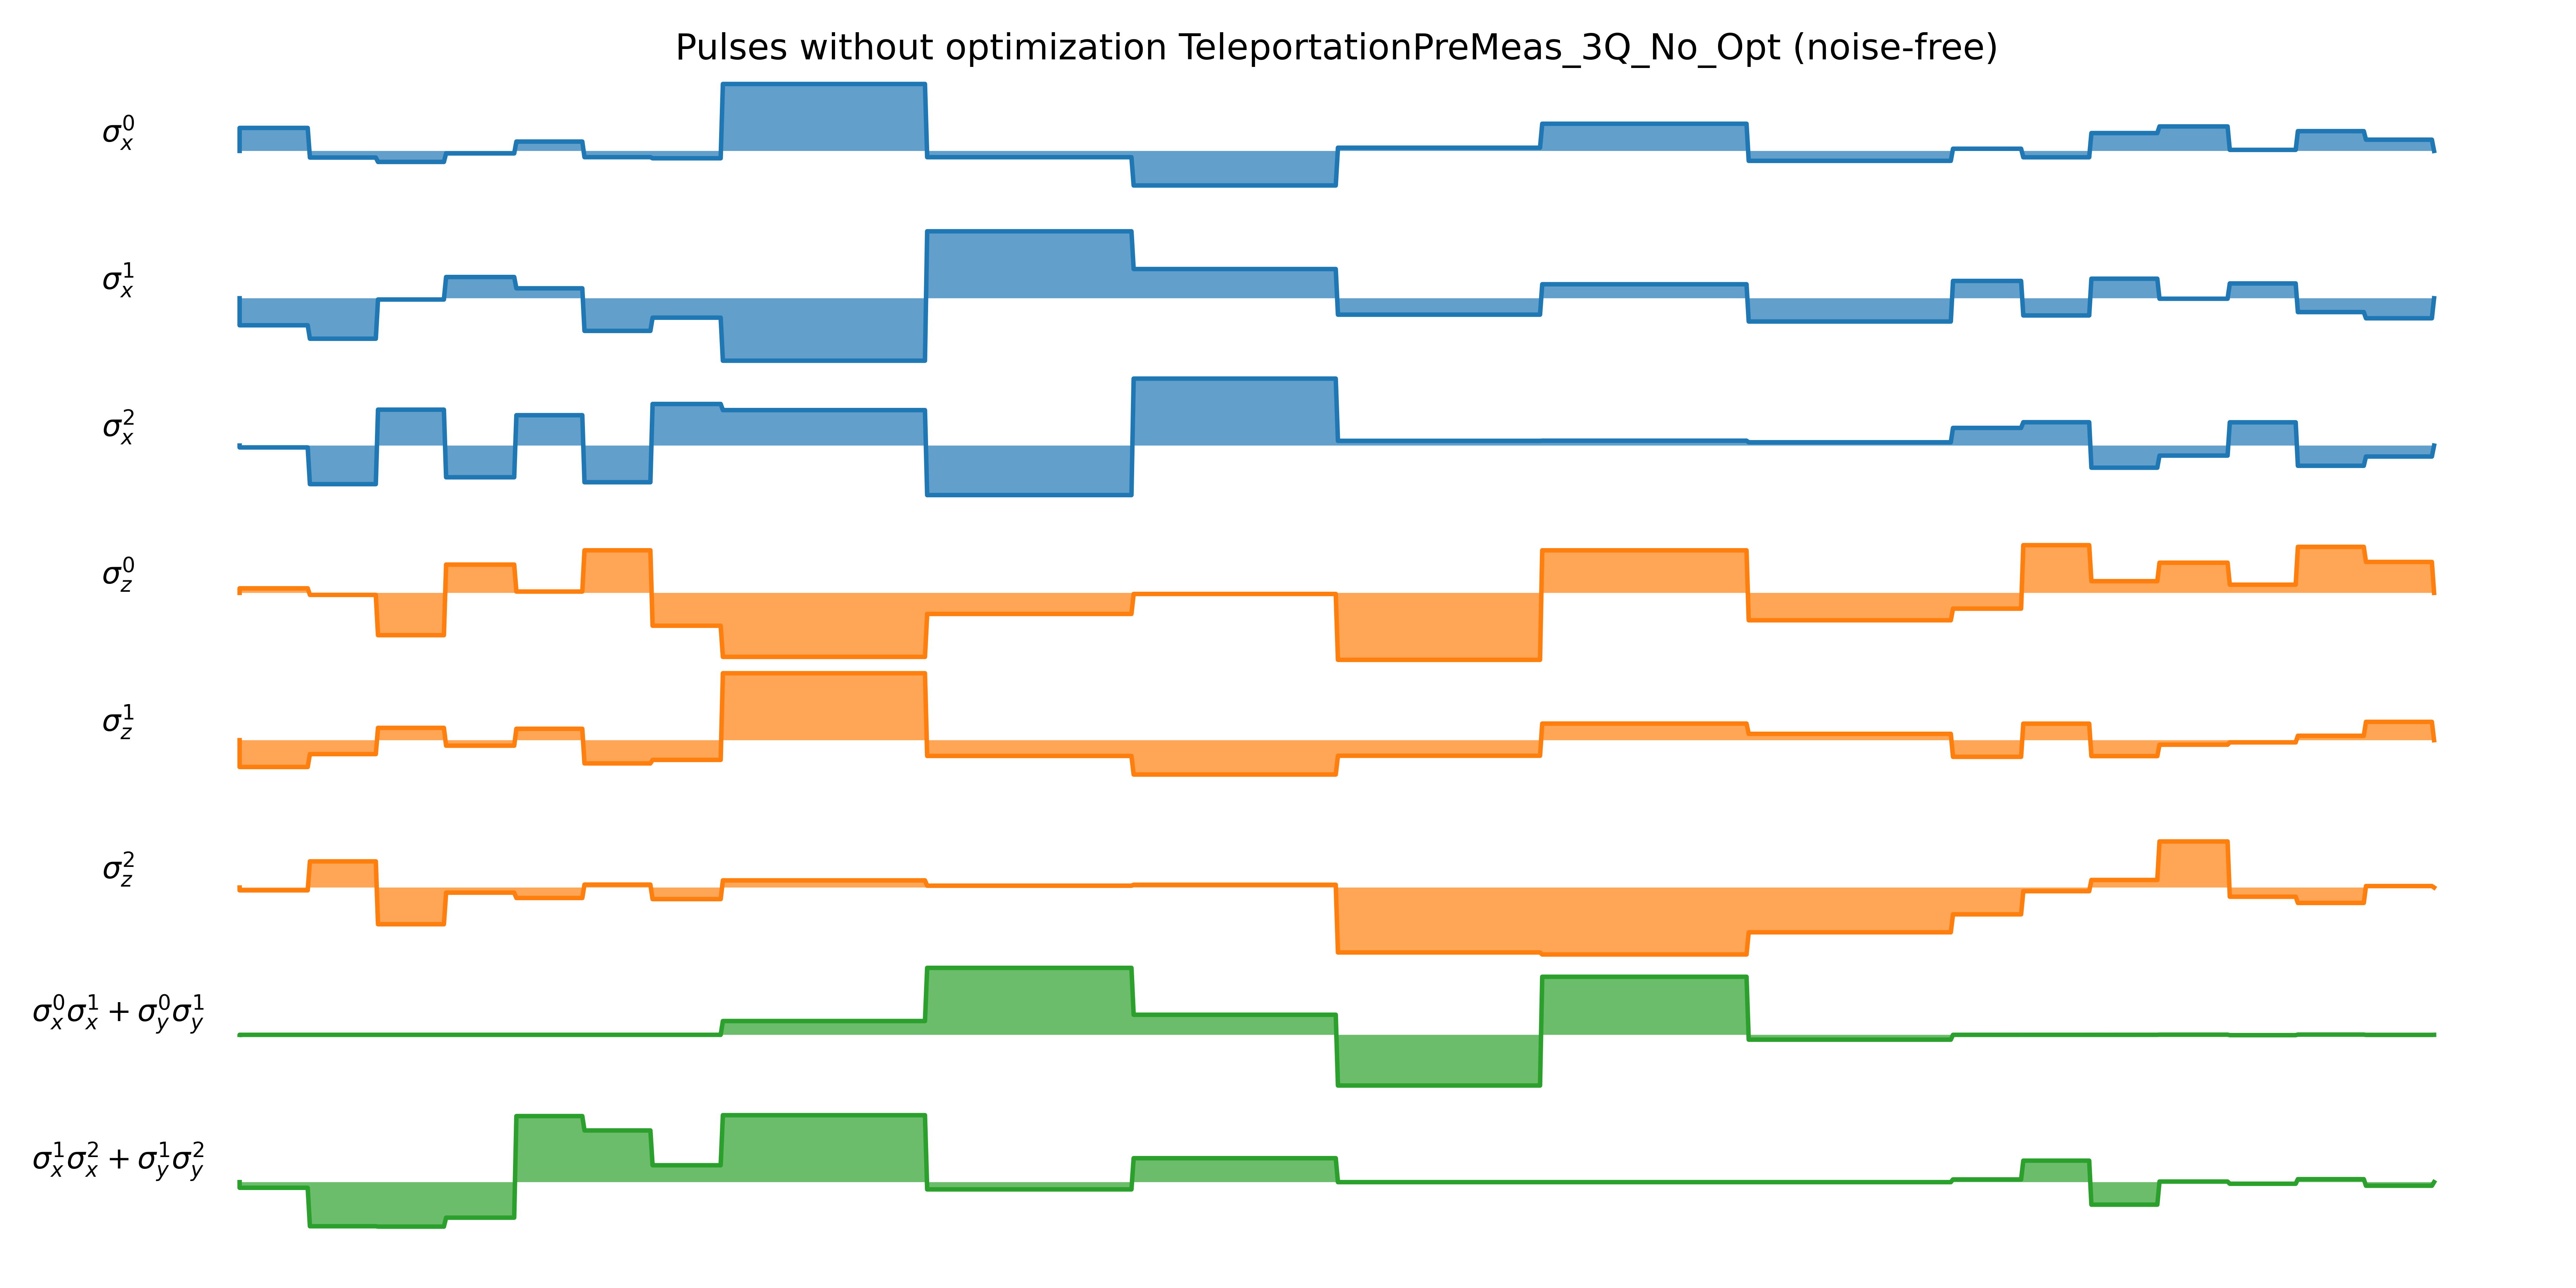 Pulses without optimization TeleportationPreMeas_3Q_No_Opt (noise-free)
σ_x^0
σ_x^1
σ_x^2
σ_z^0
σ_z^1
σ_z^2
σ_x^0σ_x^1 + σ_y^0σ_y^1
σ_x^1σ_x^2 + σ_y^1σ_y^2